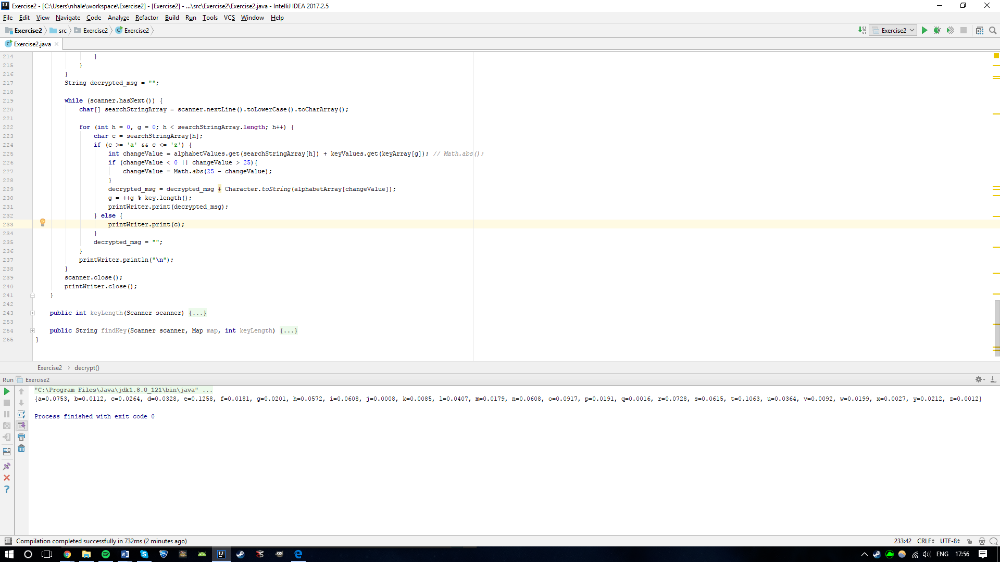 Exercise2 - [C:\Users\nhale\workspace\Exercise2] - [Exercise2] - ...\src\Exercise2\Exercise2.java - IntelliJ IDEA 2017.2.5
File Edit View Navigate Code Analyze Refactor Build Run Tools VCS Window Help
Exercise2 src Exercise2 Exercise2 Exercise2
Exercise2.java
214 }
215 }
216 }
217 String decrypted_msg = "";
218
219 while (scanner.hasNext()) {
220 char[] searchStringArray = scanner.nextLine().toLowerCase().toCharArray();
221
222 for (int h = 0, g = 0; h < searchStringArray.length; h++) {
223 char c = searchStringArray[h];
224 if (c >= 'a' && c <= 'z') {
225 int changeValue = alphabetValues.get(searchStringArray[h]) + keyValues.get(keyArray[g]); // Math.abs();
226 if (changeValue < 0 || changeValue > 25){
227 changeValue = Math.abs(25 - changeValue);
228 }
229 decrypted_msg = decrypted_msg + Character.toString(alphabetArray[changeValue]);
230 g = ++g % key.length();
231 printWriter.print(decrypted_msg);
232 } else {
233 printWriter.print(c);
234 }
235 decrypted_msg = "";
236 }
237 printWriter.println("\n");
238 }
239 scanner.close();
240 printWriter.close();
241 }
242
243 public int keyLength(Scanner scanner) {...}
253
254 public String findKey(Scanner scanner, Map map, int keyLength) {...}
265 }
Exercise2 › decrypt()
Run Exercise2
"C:\Program Files\Java\jdk1.8.0_121\bin\java" ...
{a=0.0753, b=0.0112, c=0.0264, d=0.0328, e=0.1258, f=0.0181, g=0.0201, h=0.0572, i=0.0608, j=0.0008, k=0.0085, l=0.0407, m=0.0179, n=0.0608, o=0.0917, p=0.0191, q=0.0016, r=0.0728, s=0.0615, t=0.1063, u=0.0364, v=0.0092, w=0.0199, x=0.0027, y=0.0212, z=0.0012}
Process finished with exit code 0
Compilation completed successfully in 732ms (2 minutes ago) 233:42 CRLF UTF-8
ENG 17:56